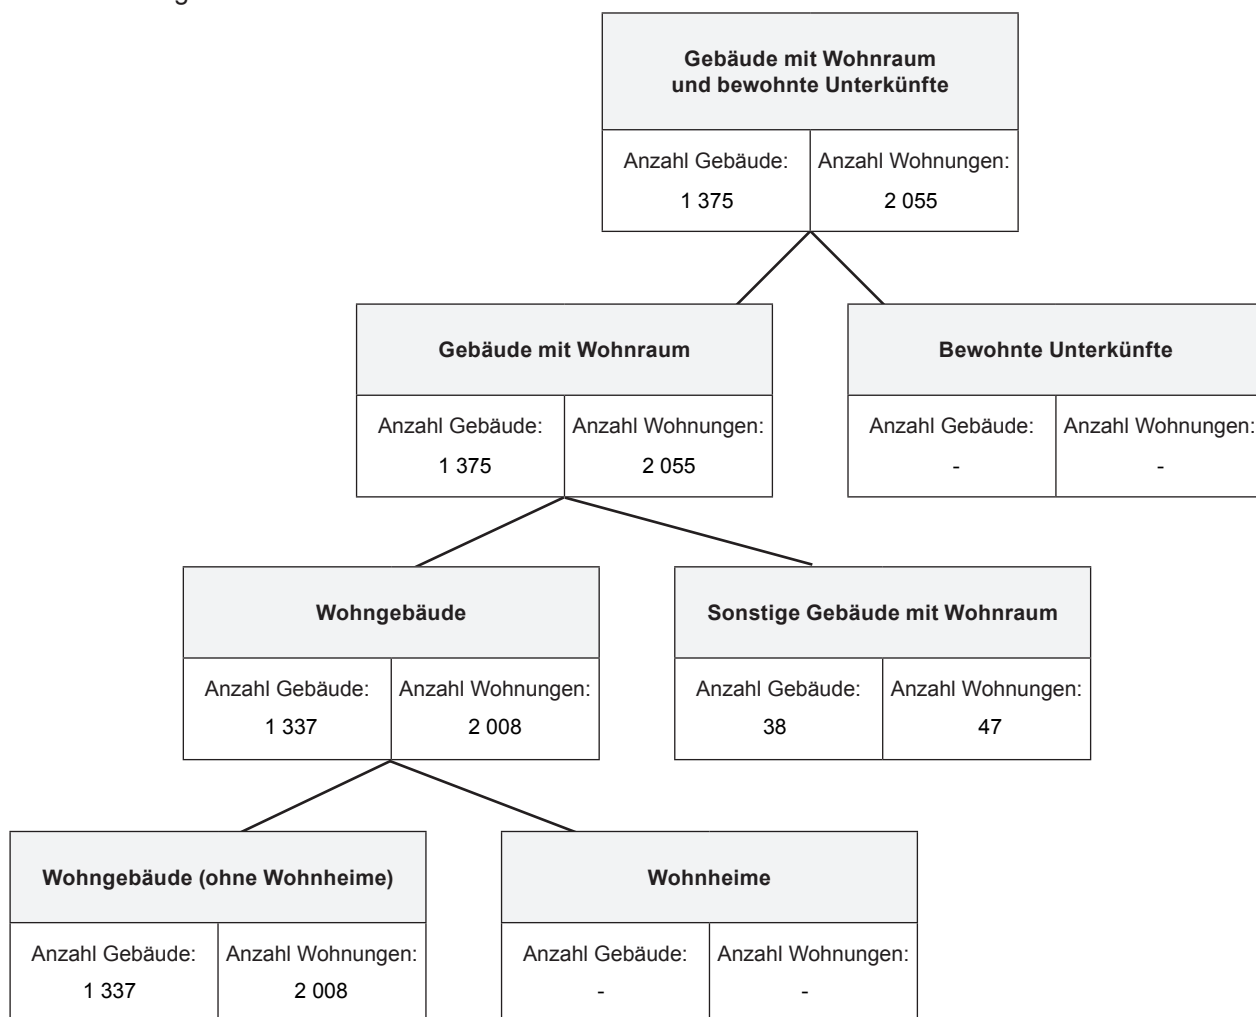 Gebäude mit Wohnraum
und bewohnte Unterkünfte
Anzahl Gebäude: Anzahl Wohnungen:
1 375 2 055
Gebäude mit Wohnraum
Anzahl Gebäude: Anzahl Wohnungen:
1 375 2 055
Bewohnte Unterkünfte
Anzahl Gebäude: Anzahl Wohnungen:
- -
Wohngebäude
Anzahl Gebäude: Anzahl Wohnungen:
1 337 2 008
Sonstige Gebäude mit Wohnraum
Anzahl Gebäude: Anzahl Wohnungen:
38 47
Wohngebäude (ohne Wohnheime)
Anzahl Gebäude: Anzahl Wohnungen:
1 337 2 008
Wohnheime
Anzahl Gebäude: Anzahl Wohnungen:
- -